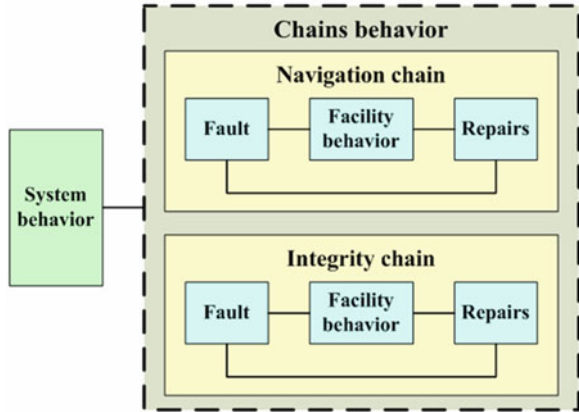 Chains behavior
Navigation chain
Fault
Facility
behavior
Repairs
System
behavior
Integrity chain
Fault
Facility
behavior
Repairs